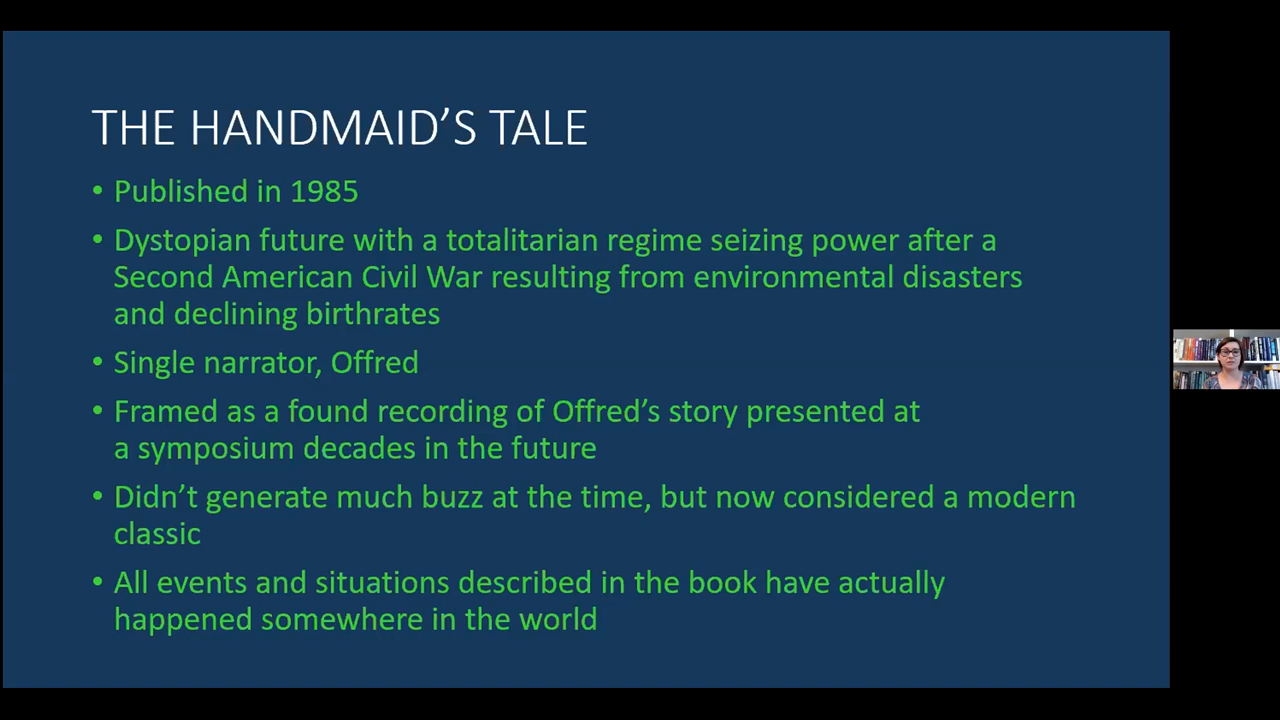 THE HANDMAID’S TALE
• Published in 1985
• Dystopian future with a totalitarian regime seizing power after a
Second American Civil War resulting from environmental disasters
and declining birthrates
• Single narrator, Offred
• Framed as a found recording of Offred’s story presented at
a symposium decades in the future
• Didn’t generate much buzz at the time, but now considered a modern
classic
• All events and situations described in the book have actually
happened somewhere in the world